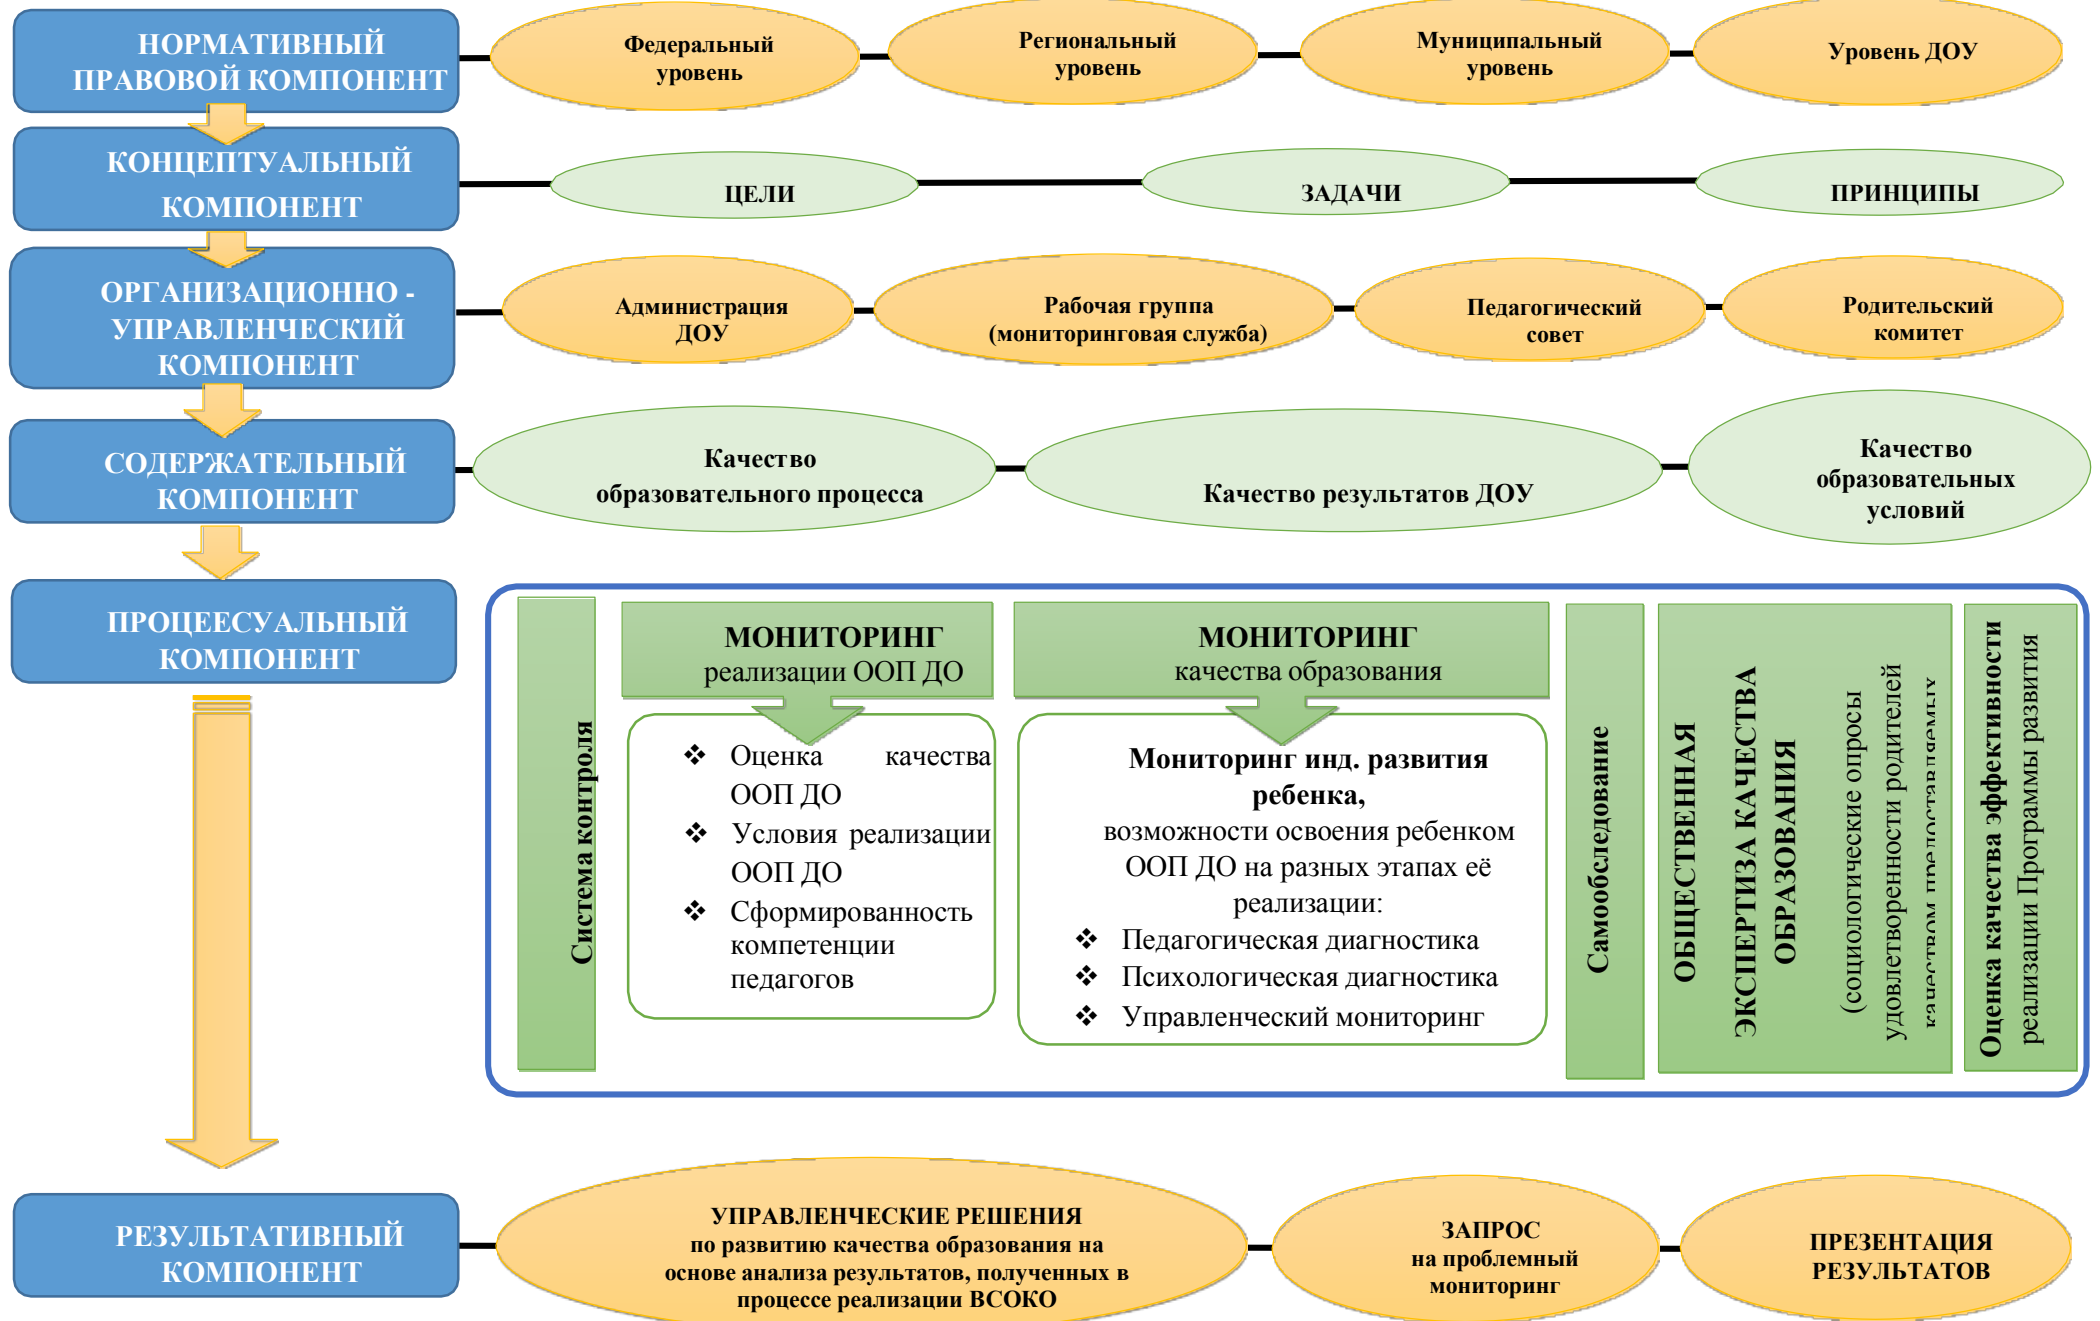 НОРМАТИВНЫЙ
ПРАВОВОЙ КОМПОНЕНТ
Федеральный
уровень
Региональный
уровень
Муниципальный
уровень
Уровень ДОУ
КОНЦЕПТУАЛЬНЫЙ
КОМПОНЕНТ
ЦЕЛИ
ЗАДАЧИ
ПРИНЦИПЫ
ОРГАНИЗАЦИОННО -
УПРАВЛЕНЧЕСКИЙ
КОМПОНЕНТ
Администрация
ДОУ
Рабочая группа
(мониторинговая служба)
Педагогический
совет
Родительский
комитет
СОДЕРЖАТЕЛЬНЫЙ
КОМПОНЕНТ
Качество
образовательного процесса
Качество результатов ДОУ
Качество
образовательных
условий
ПРОЦЕЕСУАЛЬНЫЙ
КОМПОНЕНТ
Система контроля
МОНИТОРИНГ
реализации ООП ДО
❖ Оценка качества
ООП ДО
❖ Условия реализации
ООП ДО
❖ Сформированность
компетенции
педагогов
МОНИТОРИНГ
качества образования
Мониторинг инд. развития
ребенка,
возможности освоения ребенком
ООП ДО на разных этапах её
реализации:
❖ Педагогическая диагностика
❖ Психологическая диагностика
❖ Управленческий мониторинг
Самообследование
ОБЩЕСТВЕННАЯ
ЭКСПЕРТИЗА КАЧЕСТВА
ОБРАЗОВАНИЯ
(социологические опросы
удовлетворенности родителей
качеством предоставляемых
Оценка качества эффективности
реализации Программы развития
РЕЗУЛЬТАТИВНЫЙ
КОМПОНЕНТ
УПРАВЛЕНЧЕСКИЕ РЕШЕНИЯ
по развитию качества образования на
основе анализа результатов, полученных в
процессе реализации ВСОКО
ЗАПРОС
на проблемный
мониторинг
ПРЕЗЕНТАЦИЯ
РЕЗУЛЬТАТОВ